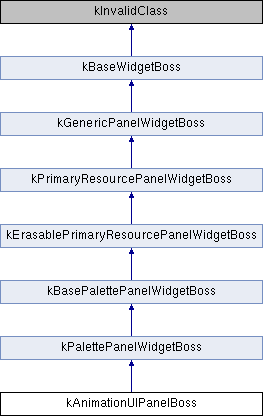 kInvalidClass
kBaseWidgetBoss
kGenericPanelWidgetBoss
kPrimaryResourcePanelWidgetBoss
kErasablePrimaryResourcePanelWidgetBoss
kBasePalettePanelWidgetBoss
kPalettePanelWidgetBoss
kAnimationUIPanelBoss